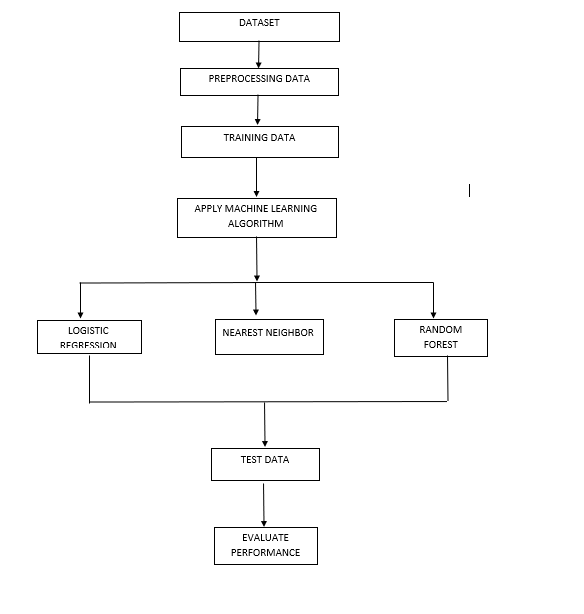 DATASET
PREPROCESSING DATA
TRAINING DATA
APPLY MACHINE LEARNING
ALGORITHM
LOGISTIC
REGRESSION
NEAREST NEIGHBOR
RANDOM
FOREST
TEST DATA
EVALUATE
PERFORMANCE